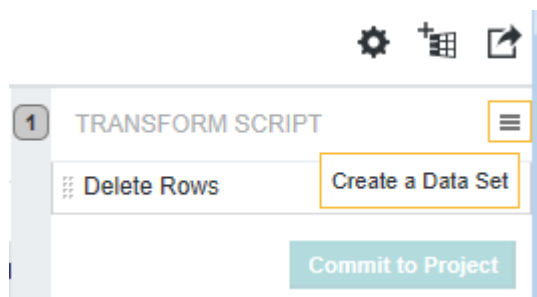 1 TRANSFORM SCRIPT
Delete Rows
Create a Data Set
Commit to Project